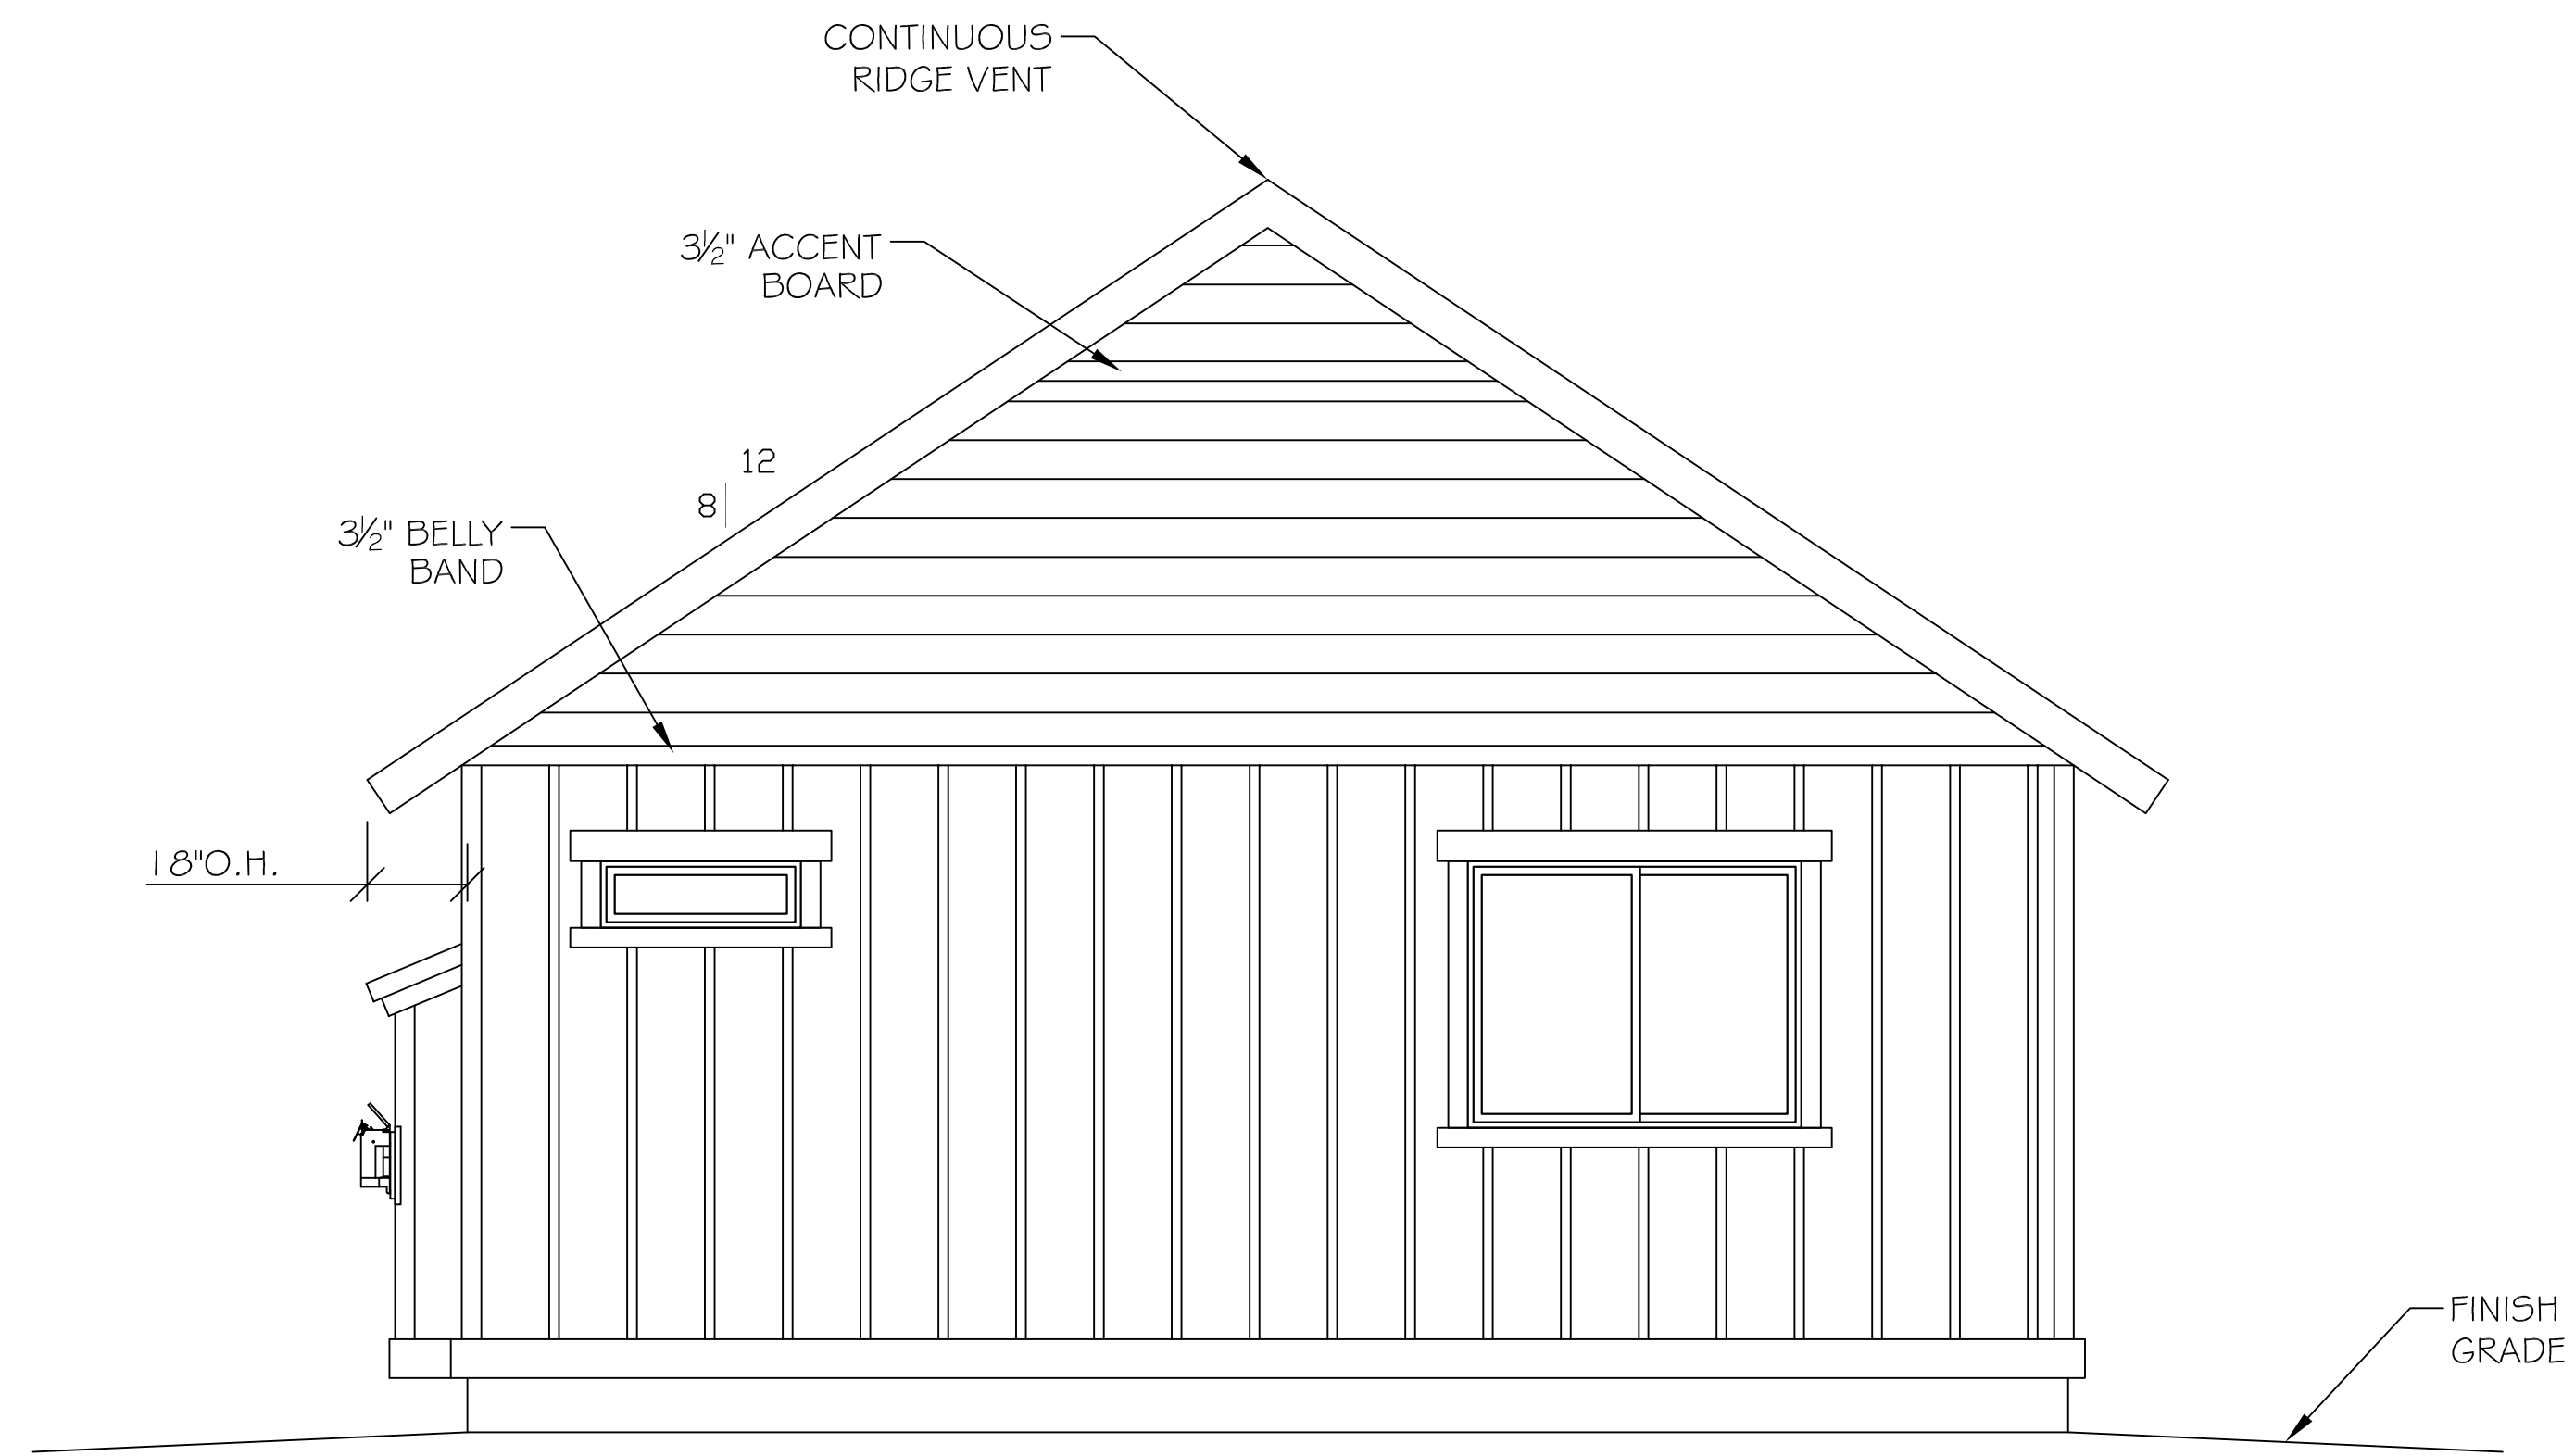 CONTINUOUS
RIDGE VENT
3½" ACCENT
BOARD
12
8
3½" BELLY
BAND
18"O.H.
FINISH
GRADE